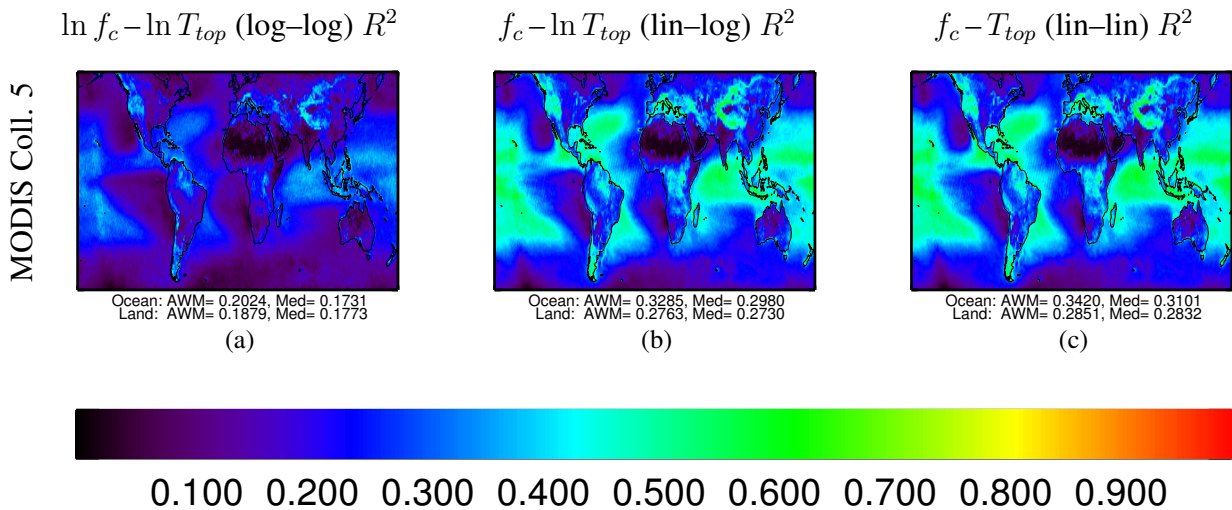 ln f_c – ln T_top (log–log) R²
f_c – ln T_top (lin–log) R²
f_c – T_top (lin–lin) R²
MODIS Coll. 5
Ocean: AWM= 0.2024, Med= 0.1731
Land: AWM= 0.1879, Med= 0.1773
(a)
Ocean: AWM= 0.3285, Med= 0.2980
Land: AWM= 0.2763, Med= 0.2730
(b)
Ocean: AWM= 0.3420, Med= 0.3101
Land: AWM= 0.2851, Med= 0.2832
(c)
0.100 0.200 0.300 0.400 0.500 0.600 0.700 0.800 0.900